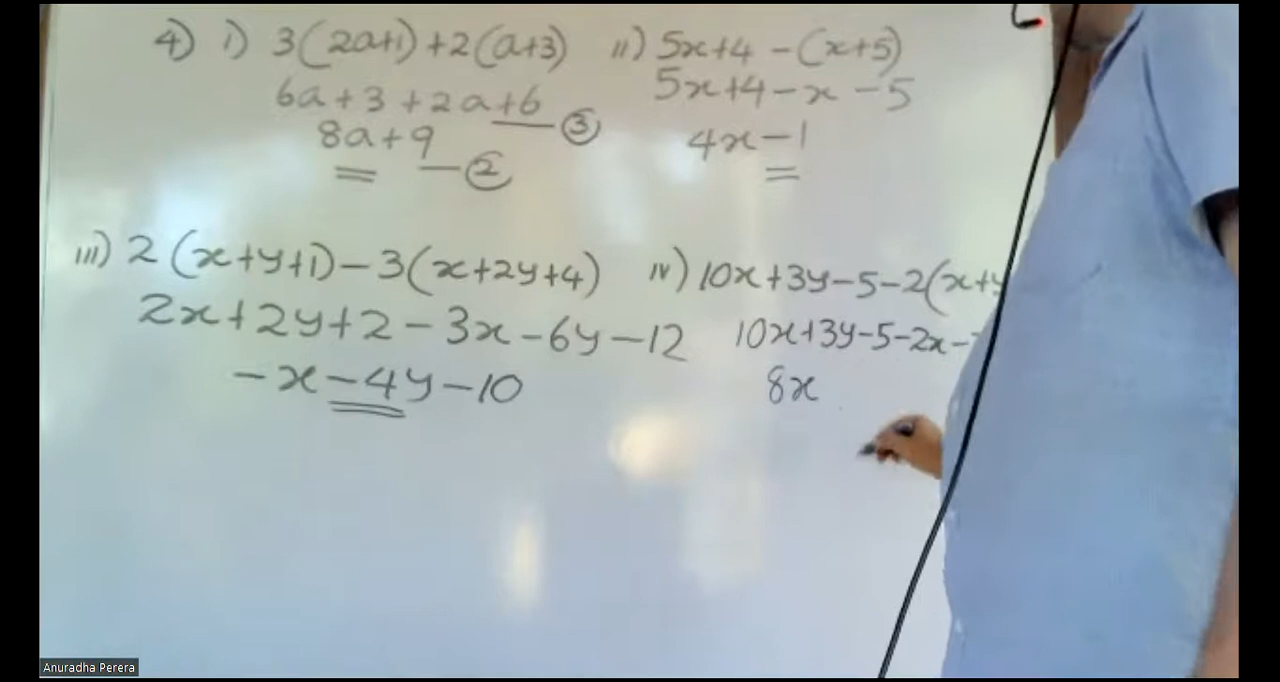 4) i) 3(2a+1)+2(a+3)
6a+3+2a+6 — ③
8a+9 — ②
ii) 5x+4-(x+5)
5x+4-x-5
4x-1
iii) 2(x+y+1)-3(x+2y+4)
2x+2y+2-3x-6y-12
-x-4y-10
iv) 10x+3y-5-2(x+y
10x+3y-5-2x-
8x
Anuradha Perera